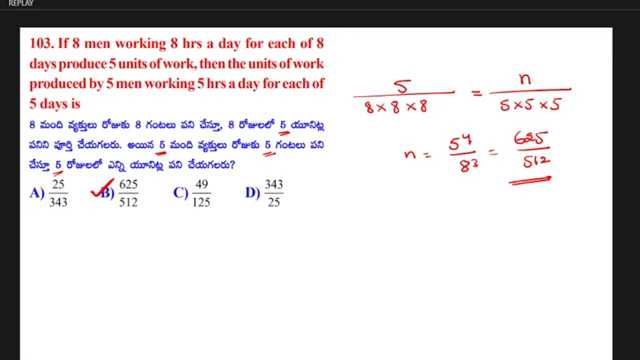 REPLAY
103. If 8 men working 8 hrs a day for each of 8
days produce 5 units of work, then the units of work
produced by 5 men working 5 hrs a day for each of
5 days is
8 మంది వ్యక్తులు రోజుకు 8 గంటలు పని చేస్తూ, 8 రోజులలో 5 యూనిట్ల
పనిని పూర్తి చేయగలరు. అయిన 5 మంది వ్యక్తులు రోజుకు 5 గంటలు పని
చేస్తూ 5 రోజులలో ఎన్ని యూనిట్ల పని చేయగలరు?
A) 25/343 B) 625/512 C) 49/125 D) 343/25
5/(8×8×8) = n/(5×5×5)
n = 5⁴/8³ = 625/512